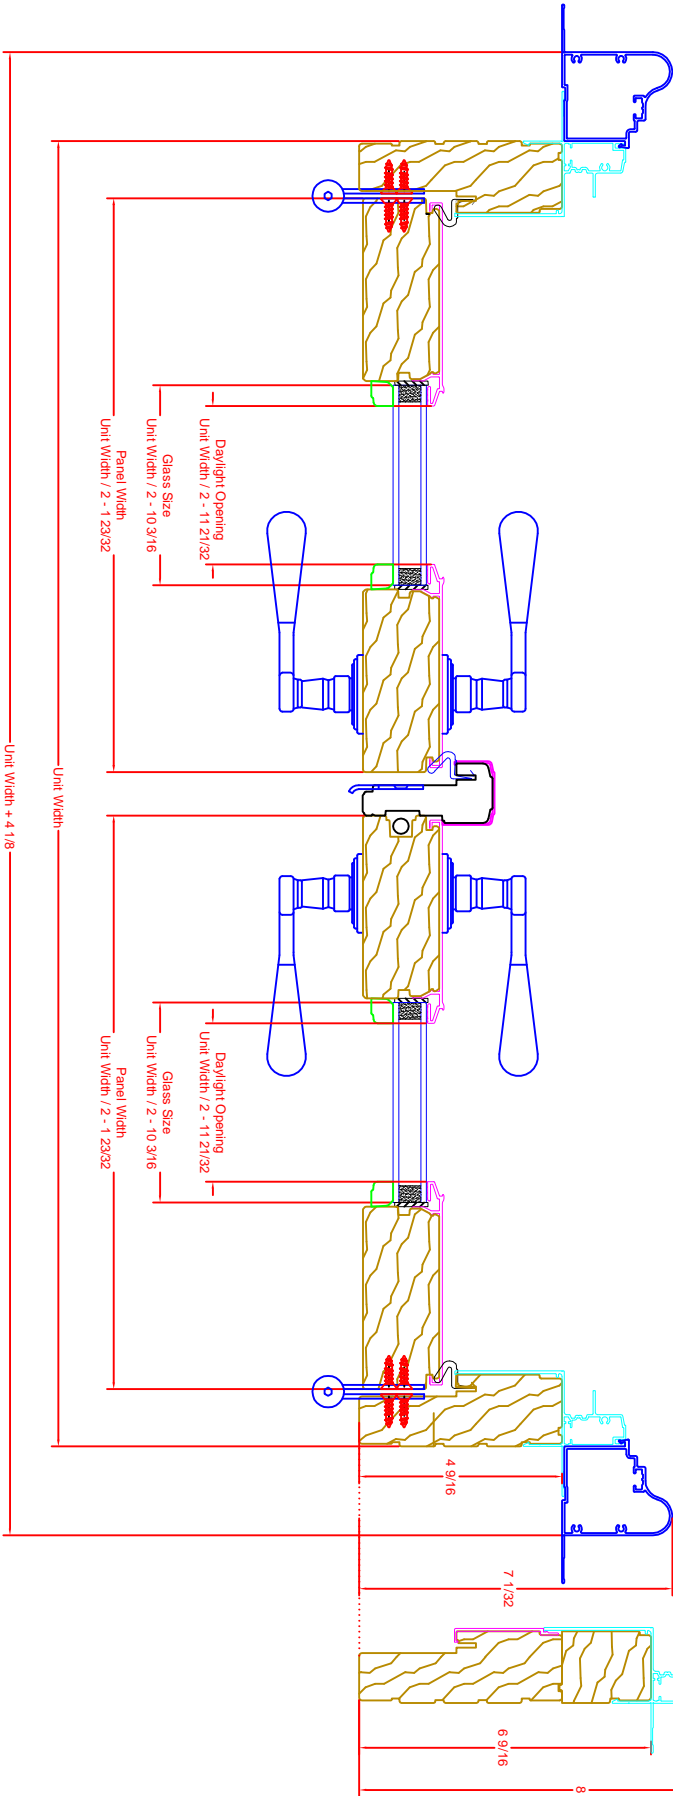 Daylight Opening
Unit Width / 2 - 11 21/32
Glass Size
Unit Width / 2 - 10 3/16
Panel Width
Unit Width / 2 - 1 23/32
Unit Width
Unit Width + 4 1/8
Daylight Opening
Unit Width / 2 - 11 21/32
Glass Size
Unit Width / 2 - 10 3/16
Panel Width
Unit Width / 2 - 1 23/32
4 9/16
7 1/32
6 9/16
8